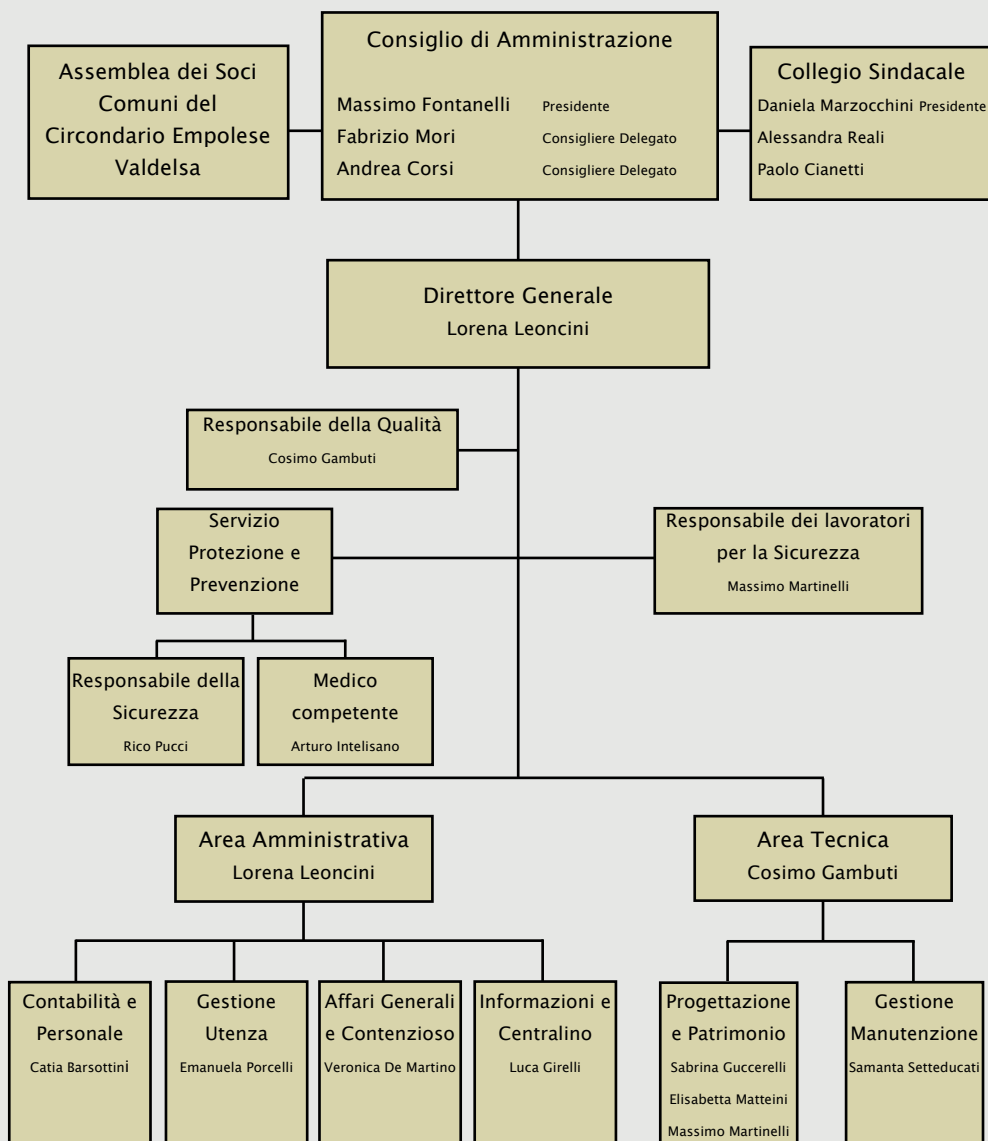 Assemblea dei Soci
Comuni del
Circondario Empolese
Valdelsa
Consiglio di Amministrazione
Massimo Fontanelli Presidente
Fabrizio Mori Consigliere Delegato
Andrea Corsi Consigliere Delegato
Collegio Sindacale
Daniela Marzocchini Presidente
Alessandra Reali
Paolo Cianetti
Direttore Generale
Lorena Leoncini
Responsabile della Qualità
Cosimo Gambuti
Servizio
Protezione e
Prevenzione
Responsabile dei lavoratori
per la Sicurezza
Massimo Martinelli
Responsabile della
Sicurezza
Rico Pucci
Medico
competente
Arturo Intelisano
Area Amministrativa
Lorena Leoncini
Area Tecnica
Cosimo Gambuti
Contabilità e
Personale
Catia Barsottini
Gestione
Utenza
Emanuela Porcelli
Affari Generali
e Contenzioso
Veronica De Martino
Informazioni e
Centralino
Luca Girelli
Progettazione
e Patrimonio
Sabrina Guccerelli
Elisabetta Matteini
Massimo Martinelli
Gestione
Manutenzione
Samanta Setteducati